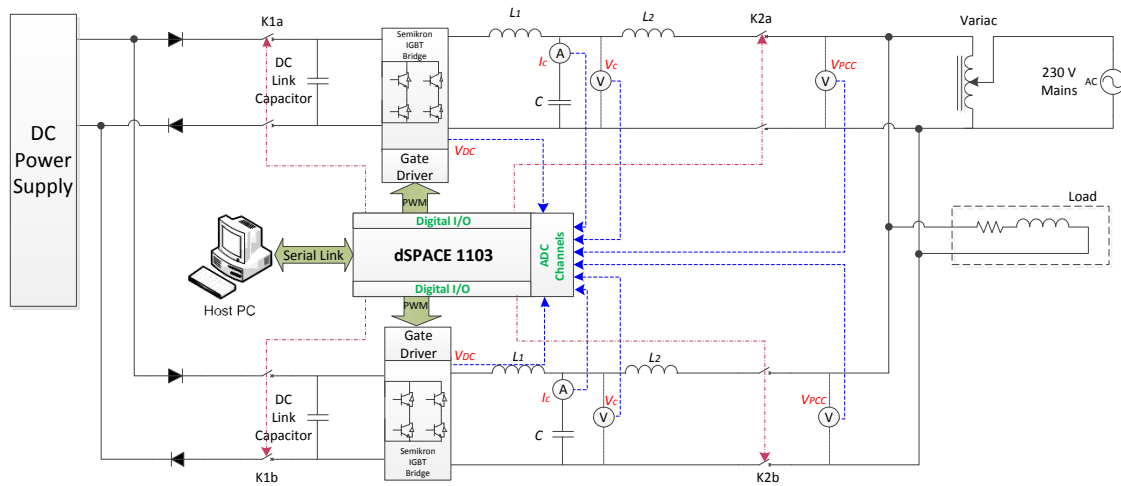 K1a
Semikron
IGBT
Bridge
L1
L2
K2a
Variac
A
Ic
Vc
V
VPCC
V
DC
Link
Capacitor
C
230 V
Mains
AC
DC
Power
Supply
VDC
Gate
Driver
PWM
Digital I/O
Load
Serial Link
dSPACE 1103
ADC
Channels
Host PC
Digital I/O
PWM
Gate
Driver
VDC
L1
L2
A
Ic
Vc
V
VPCC
V
DC
Link
Capacitor
C
Semikron
IGBT
Bridge
K1b
K2b